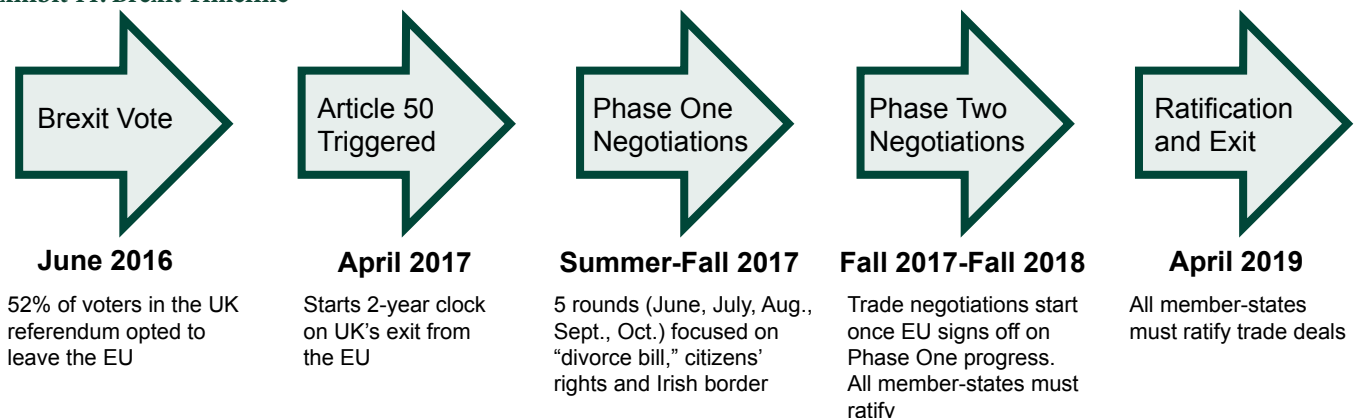 Brexit Vote
Article 50
Triggered
Phase One
Negotiations
Phase Two
Negotiations
Ratification
and Exit
June 2016
52% of voters in the UK
referendum opted to
leave the EU
April 2017
Starts 2-year clock
on UK’s exit from
the EU
Summer-Fall 2017
5 rounds (June, July, Aug.,
Sept., Oct.) focused on
“divorce bill,” citizens’
rights and Irish border
Fall 2017-Fall 2018
Trade negotiations start
once EU signs off on
Phase One progress.
All member-states must
ratify
April 2019
All member-states
must ratify trade deals